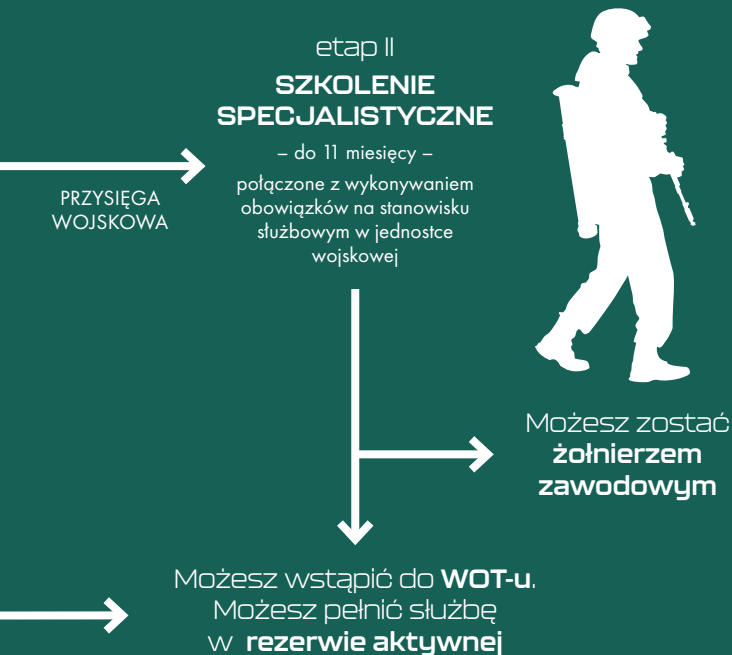 etap II
SZKOLENIE
SPECJALISTYCZNE
– do 11 miesięcy –
połączone z wykonywaniem
obowiązków na stanowisku
służbowym w jednostce
wojskowej
PRZYSIĘGA
WOJSKOWA
Możesz zostać
żołnierzem
zawodowym
Możesz wstąpić do WOT-u.
Możesz pełnić służbę
w rezerwie aktywnej